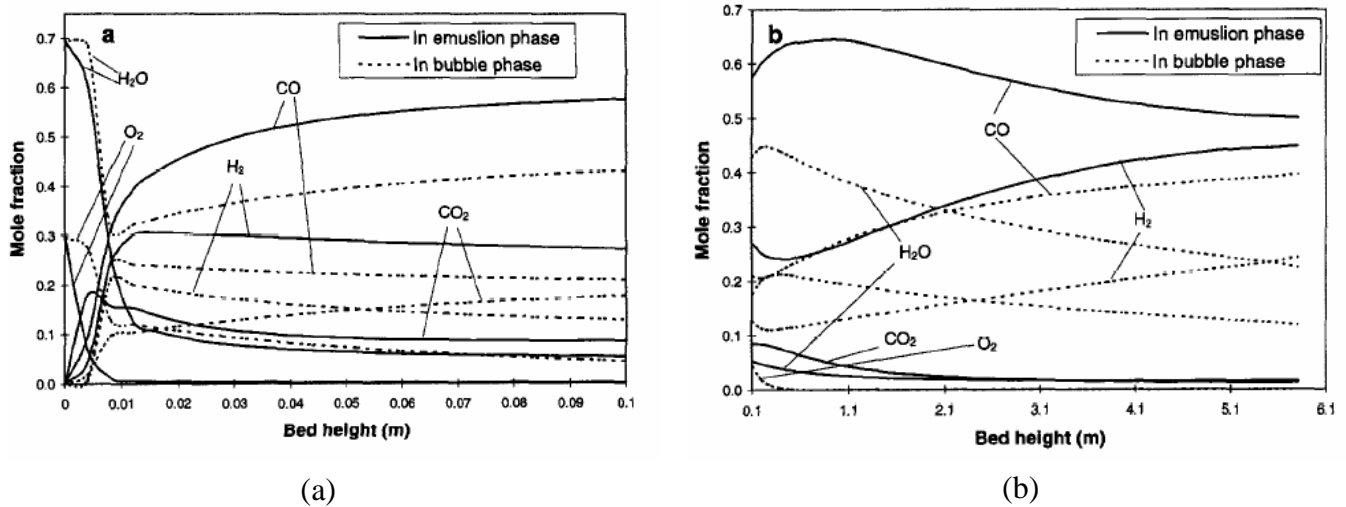 a
In emuslion phase
In bubble phase
0.7
0.6
0.5
0.4
0.3
0.2
0.1
0.0
Mole fraction
H2O
O2
CO
H2
CO2
0
0.01
0.02
0.03
0.04
0.05
0.06
0.07
0.08
0.09
0.1
Bed height (m)
(a)
b
In emulsion phase
In bubble phase
0.7
0.6
0.5
0.4
0.3
0.2
0.1
0.0
Mole fraction
CO
H2
H2O
CO2
O2
0.1
1.1
2.1
3.1
4.1
5.1
6.1
Bed height (m)
(b)